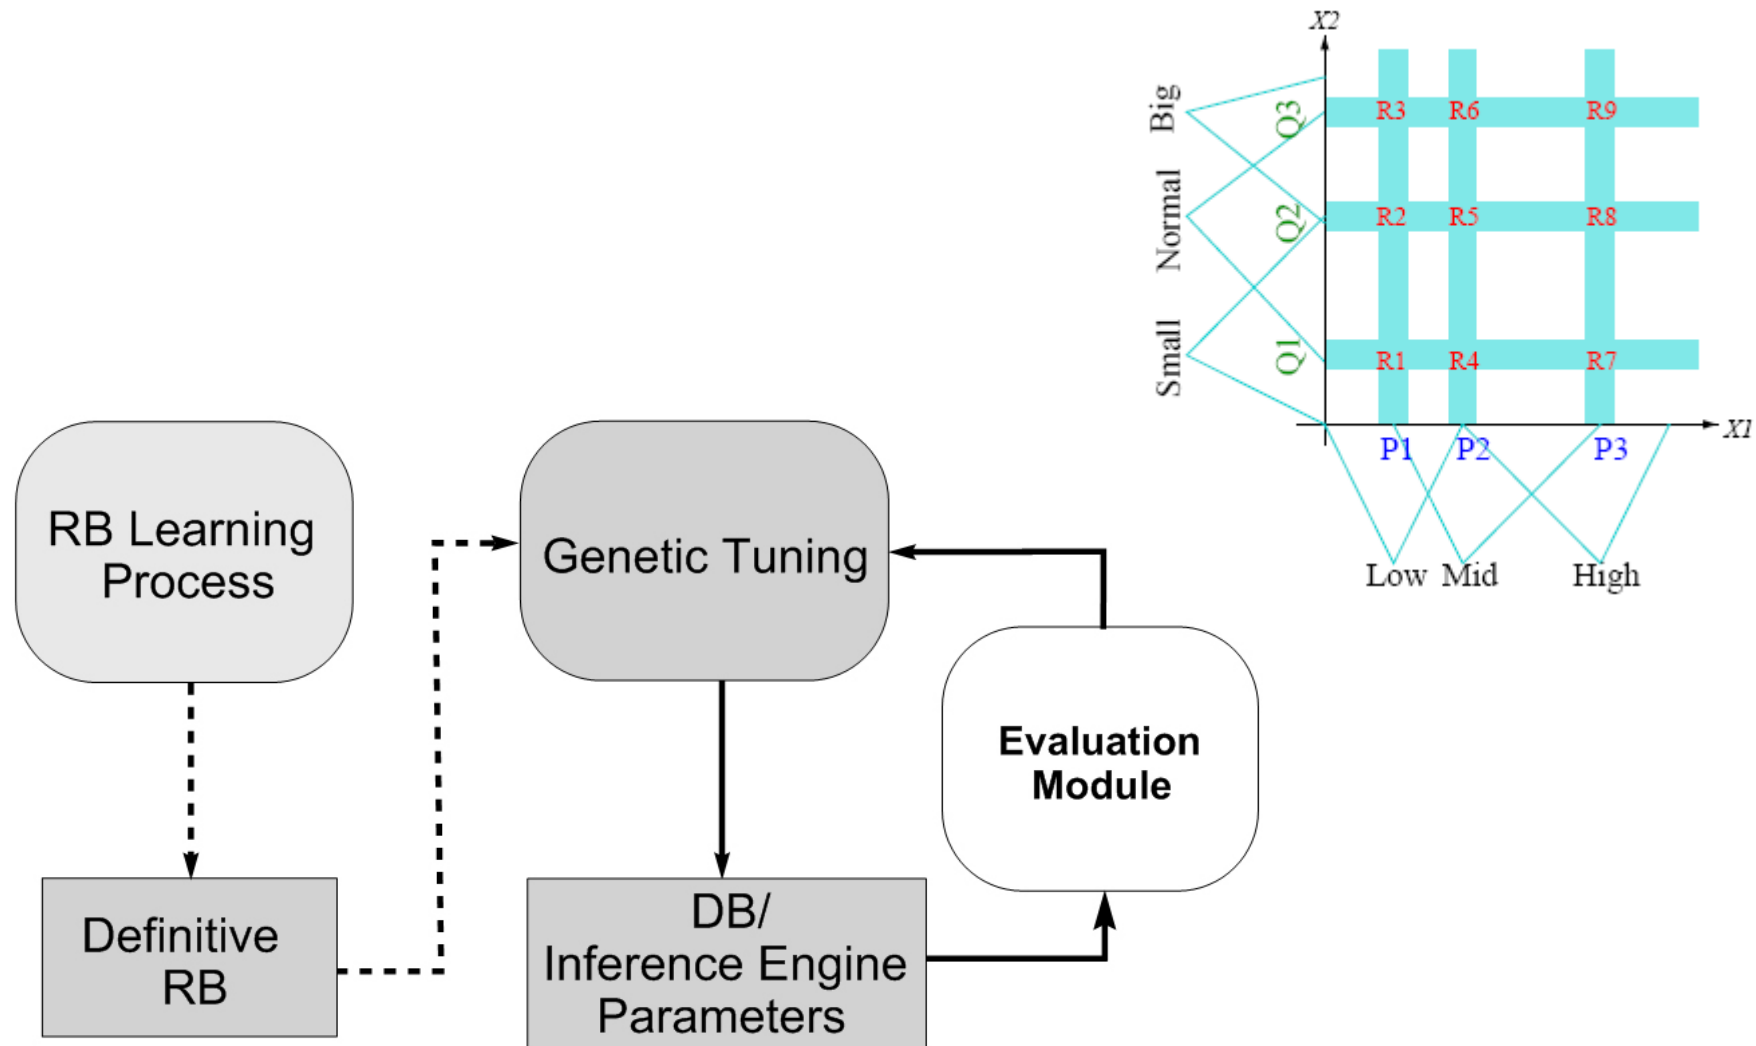 X2
Big
Q3
R3 R6 R9
Normal
Q2
R2 R5 R8
Small
Q1
R1 R4 R7
X1
P1 P2 P3
Low Mid High
RB Learning
Process
Genetic Tuning
Evaluation
Module
Definitive
RB
DB/
Inference Engine
Parameters